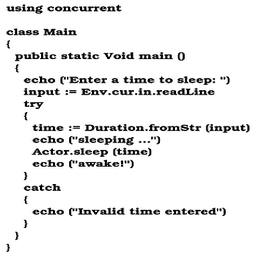 using concurrent

class Main
{
  public static Void main ()
  {
    echo ("Enter a time to sleep: ")
    input := Env.cur.in.readLine
    try
    {
      time := Duration.fromStr (input)
      echo ("sleeping ...")
      Actor.sleep (time)
      echo ("awake!")
    }
    catch
    {
      echo ("Invalid time entered")
    }
  }
}